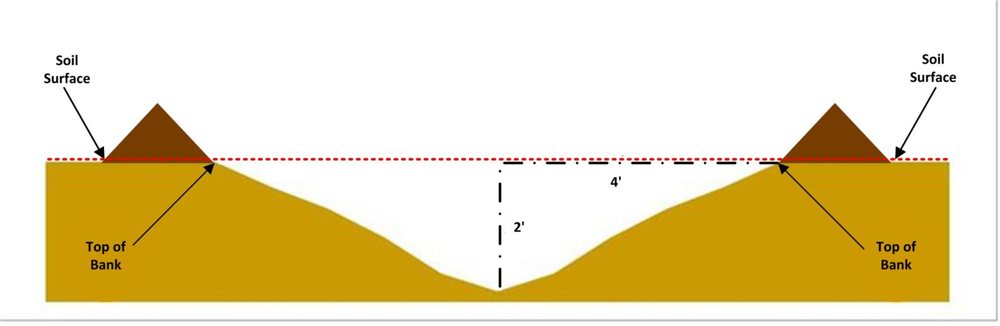 Soil
Surface
Soil
Surface
4'
2'
Top of
Bank
Top of
Bank